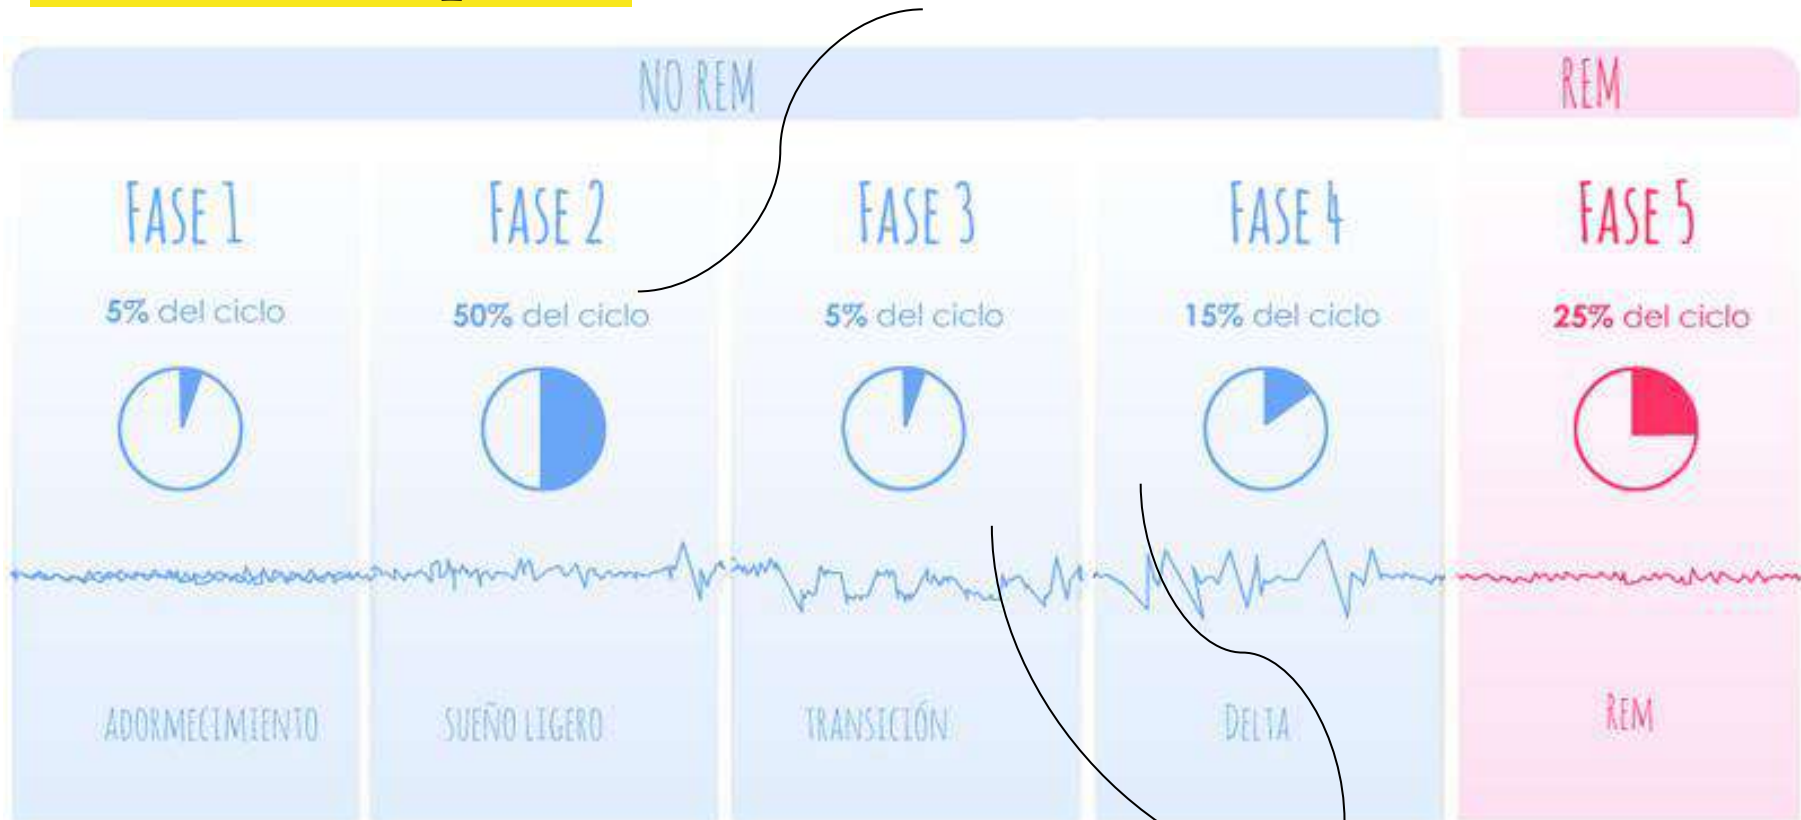 NO REM
REM
FASE 1
FASE 2
FASE 3
FASE 4
FASE 5
5% del ciclo
50% del ciclo
5% del ciclo
15% del ciclo
25% del ciclo
ADORMECIMIENTO
SUEÑO LIGERO
TRANSICIÓN
DELTA
REM